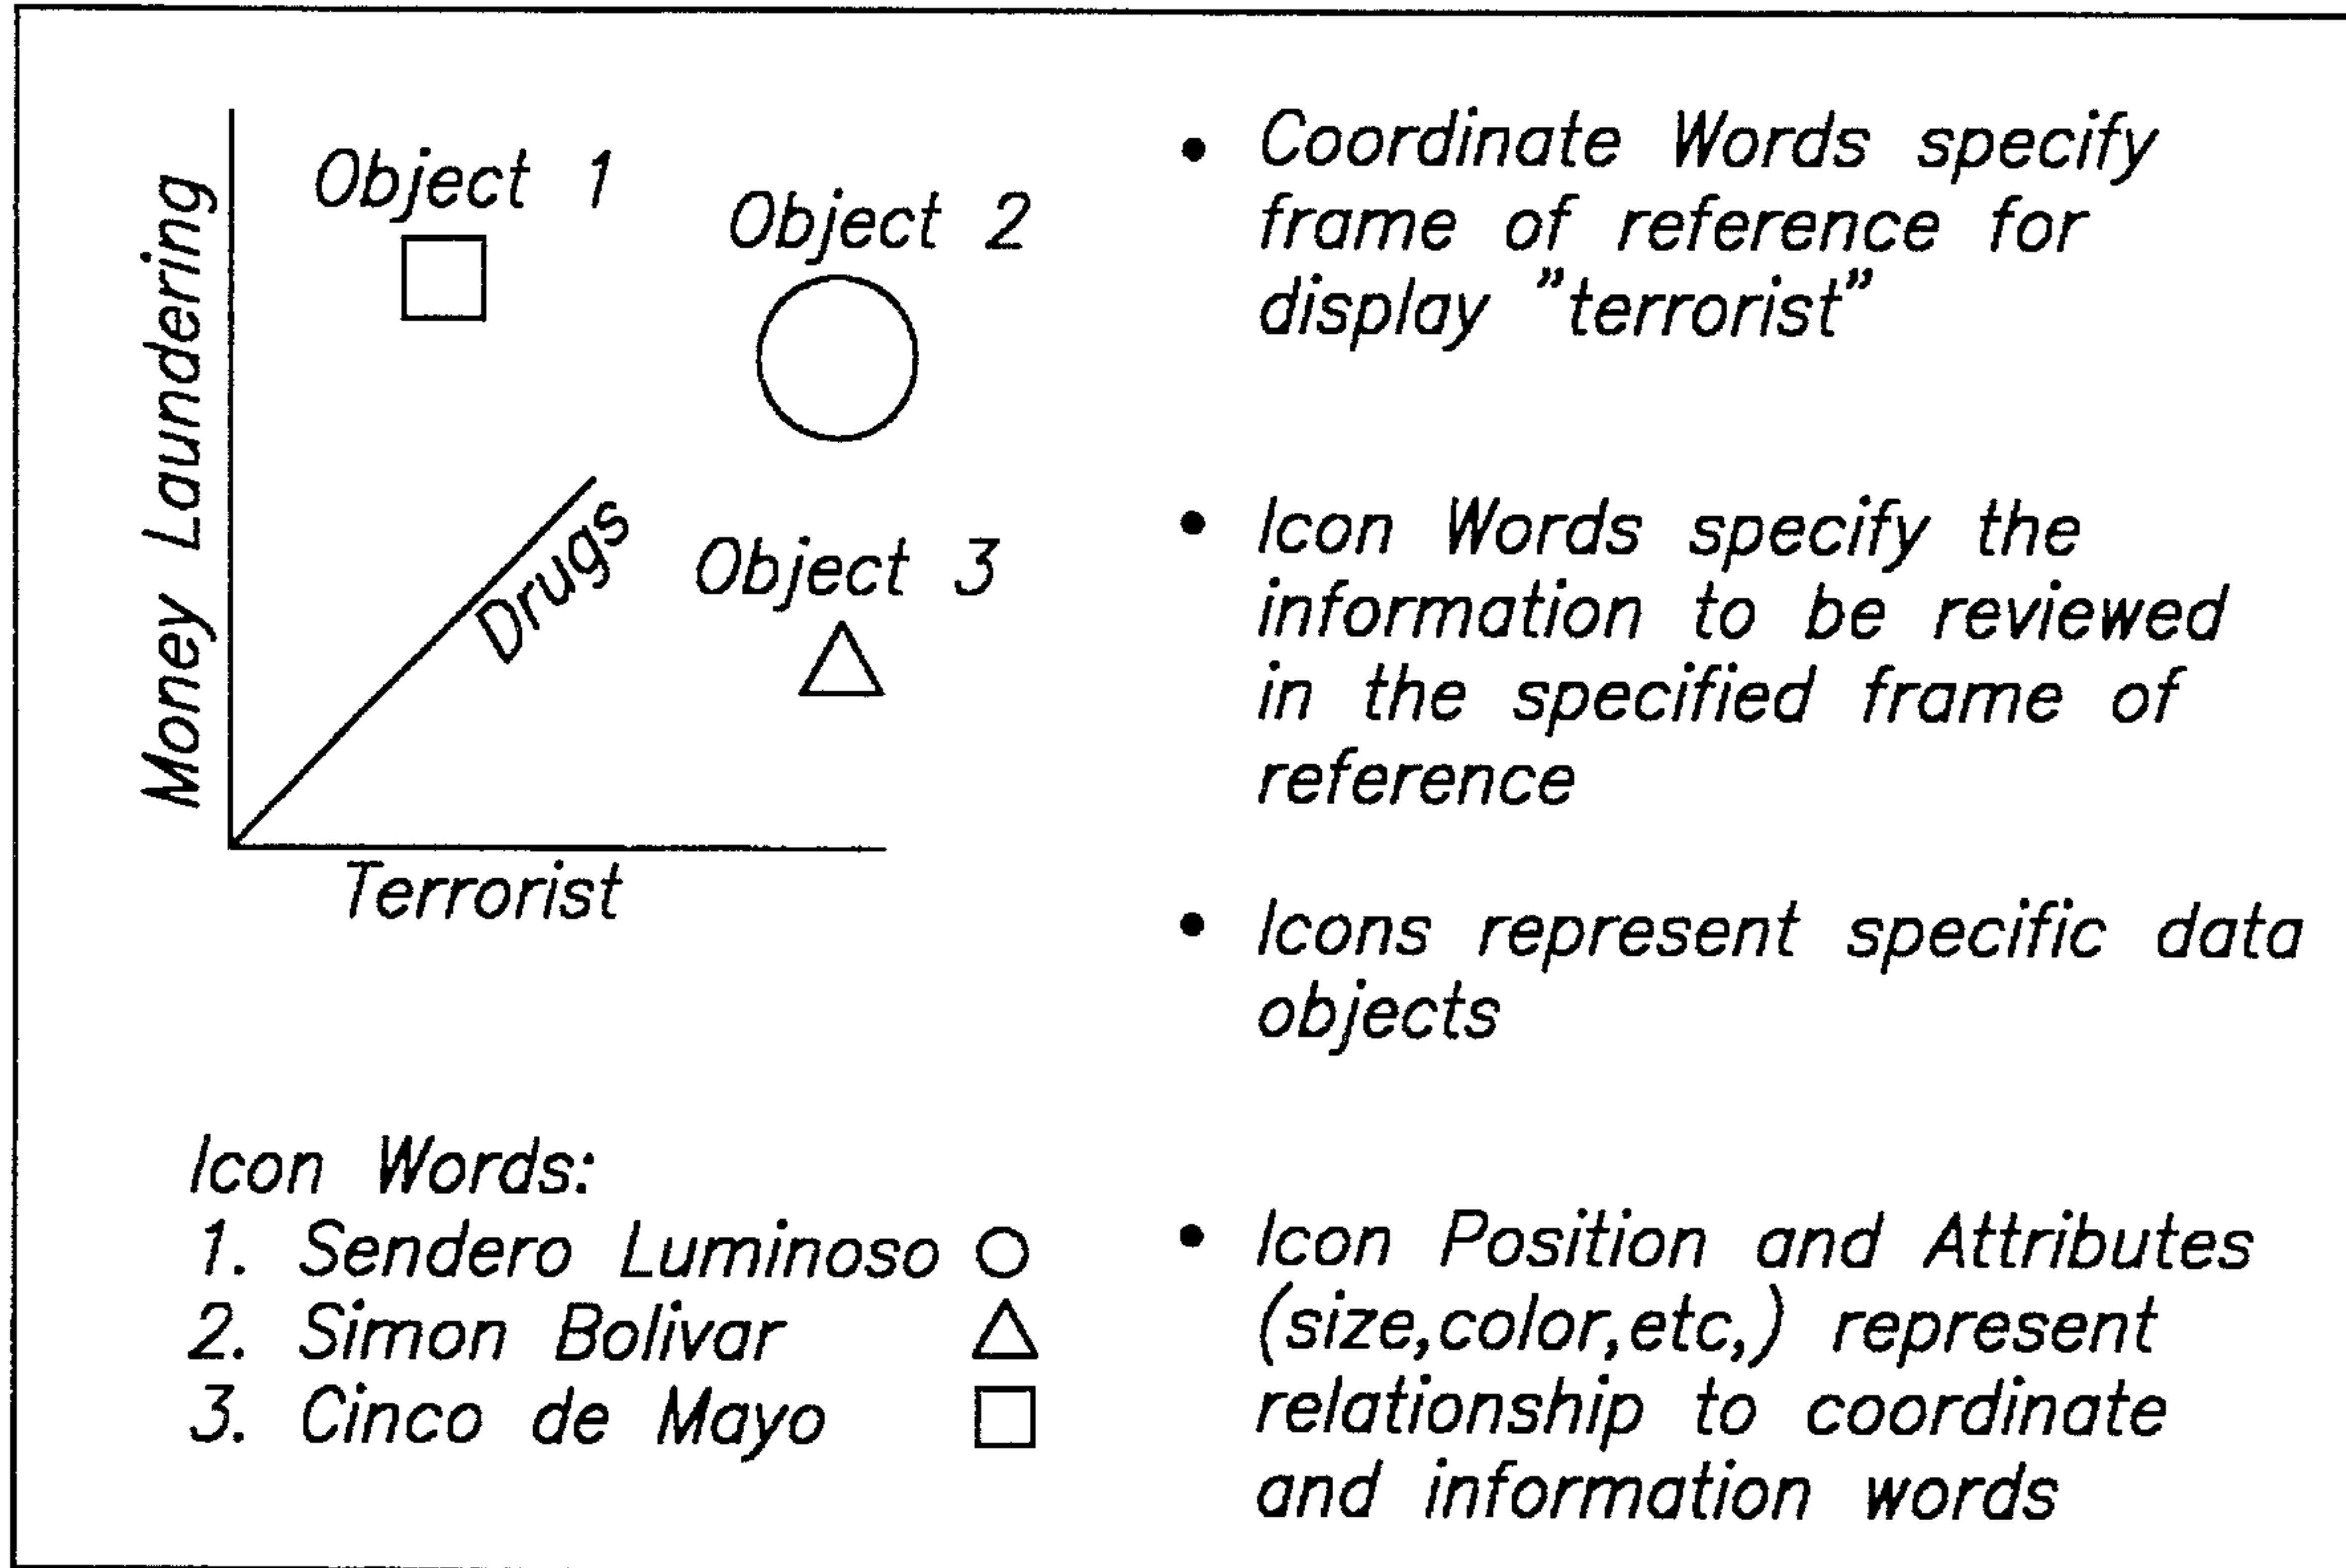 Money Laundering
Object 1
Object 2
Drugs
Object 3
Terrorist
Icon Words:
1. Sendero Luminoso
2. Simon Bolivar
3. Cinco de Mayo
• Coordinate Words specify
frame of reference for
display "terrorist"
• Icon Words specify the
information to be reviewed
in the specified frame of
reference
• Icons represent specific data
objects
• Icon Position and Attributes
(size,color,etc,) represent
relationship to coordinate
and information words